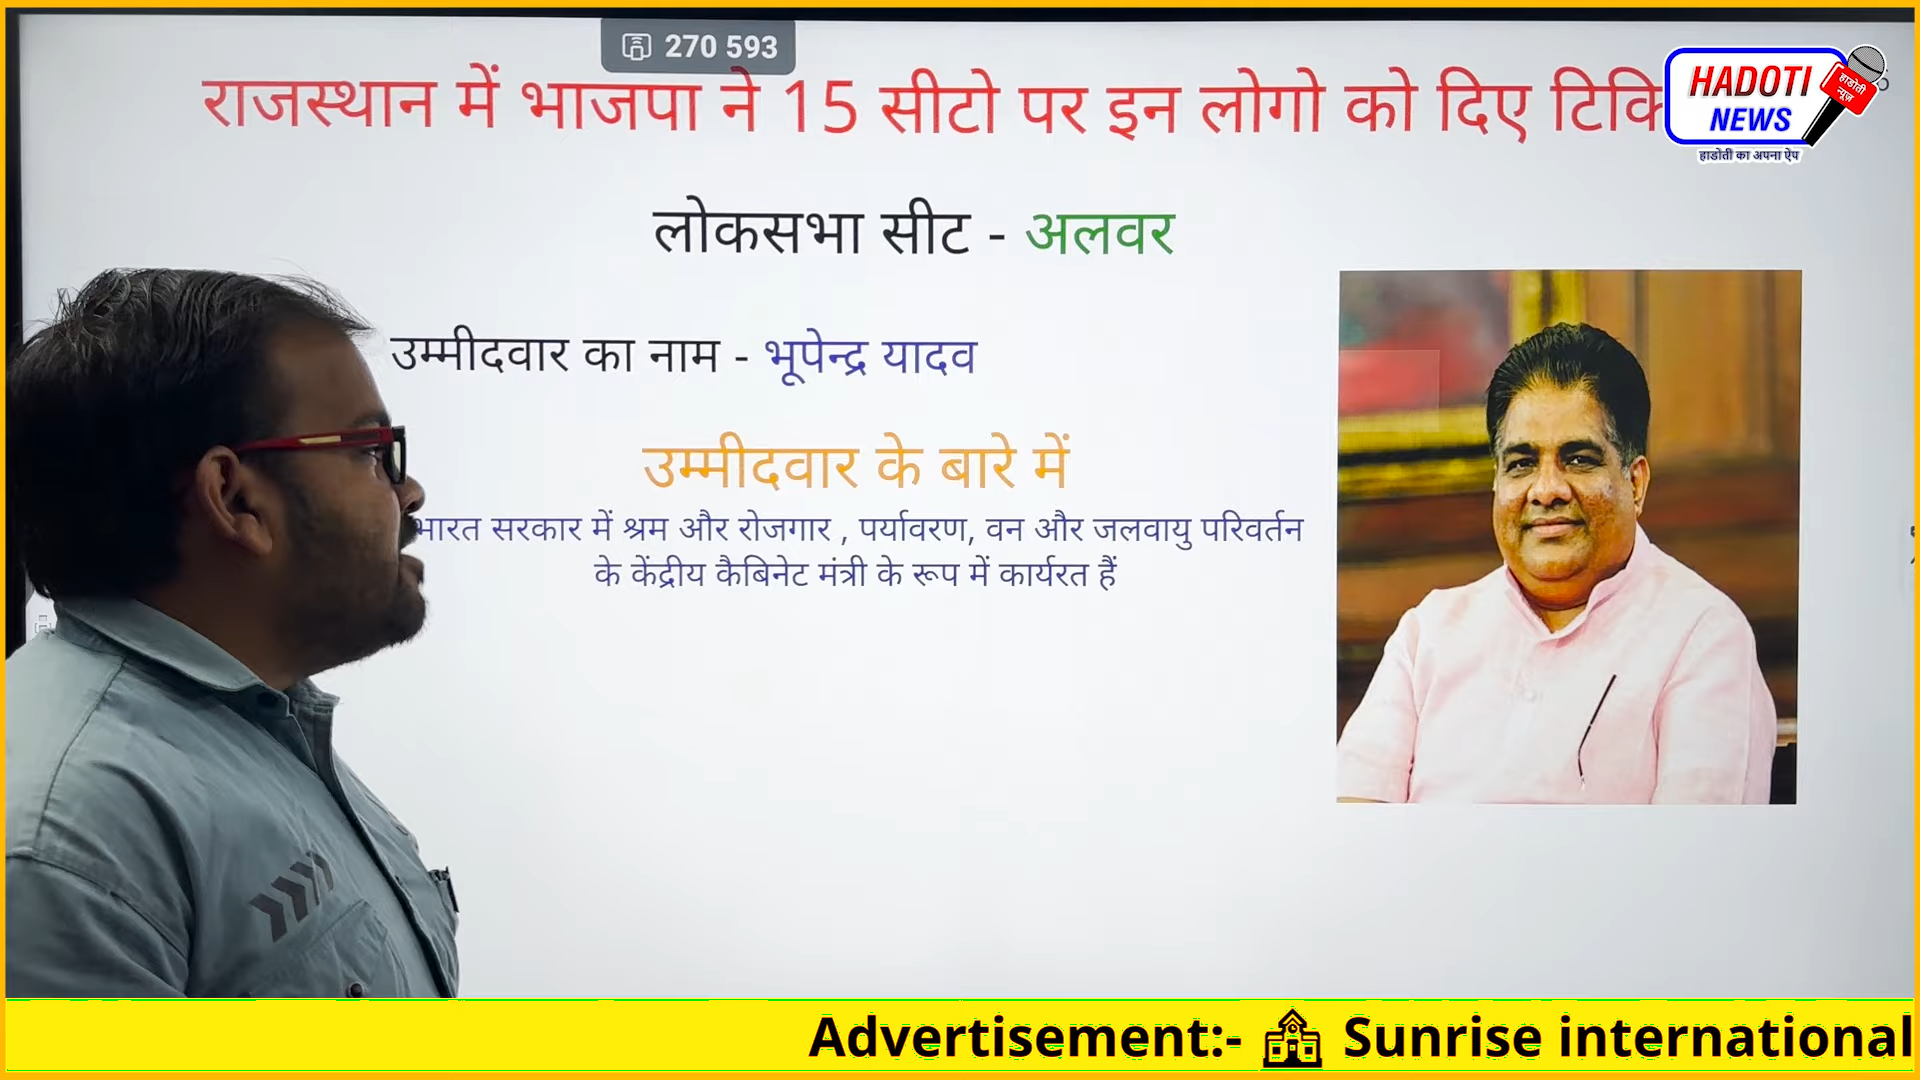 270 593
राजस्थान में भाजपा ने 15 सीटो पर इन लोगो को दिए
HADOTI
NEWS
हाडोती
न्यूज़
हाडोती का अपना ऐप
लोकसभा सीट - अलवर
उम्मीदवार का नाम - भूपेन्द्र यादव
उम्मीदवार के बारे में
भारत सरकार में श्रम और रोजगार , पर्यावरण, वन और जलवायु परिवर्तन
के केंद्रीय कैबिनेट मंत्री के रूप में कार्यरत हैं
Advertisement:- Sunrise international